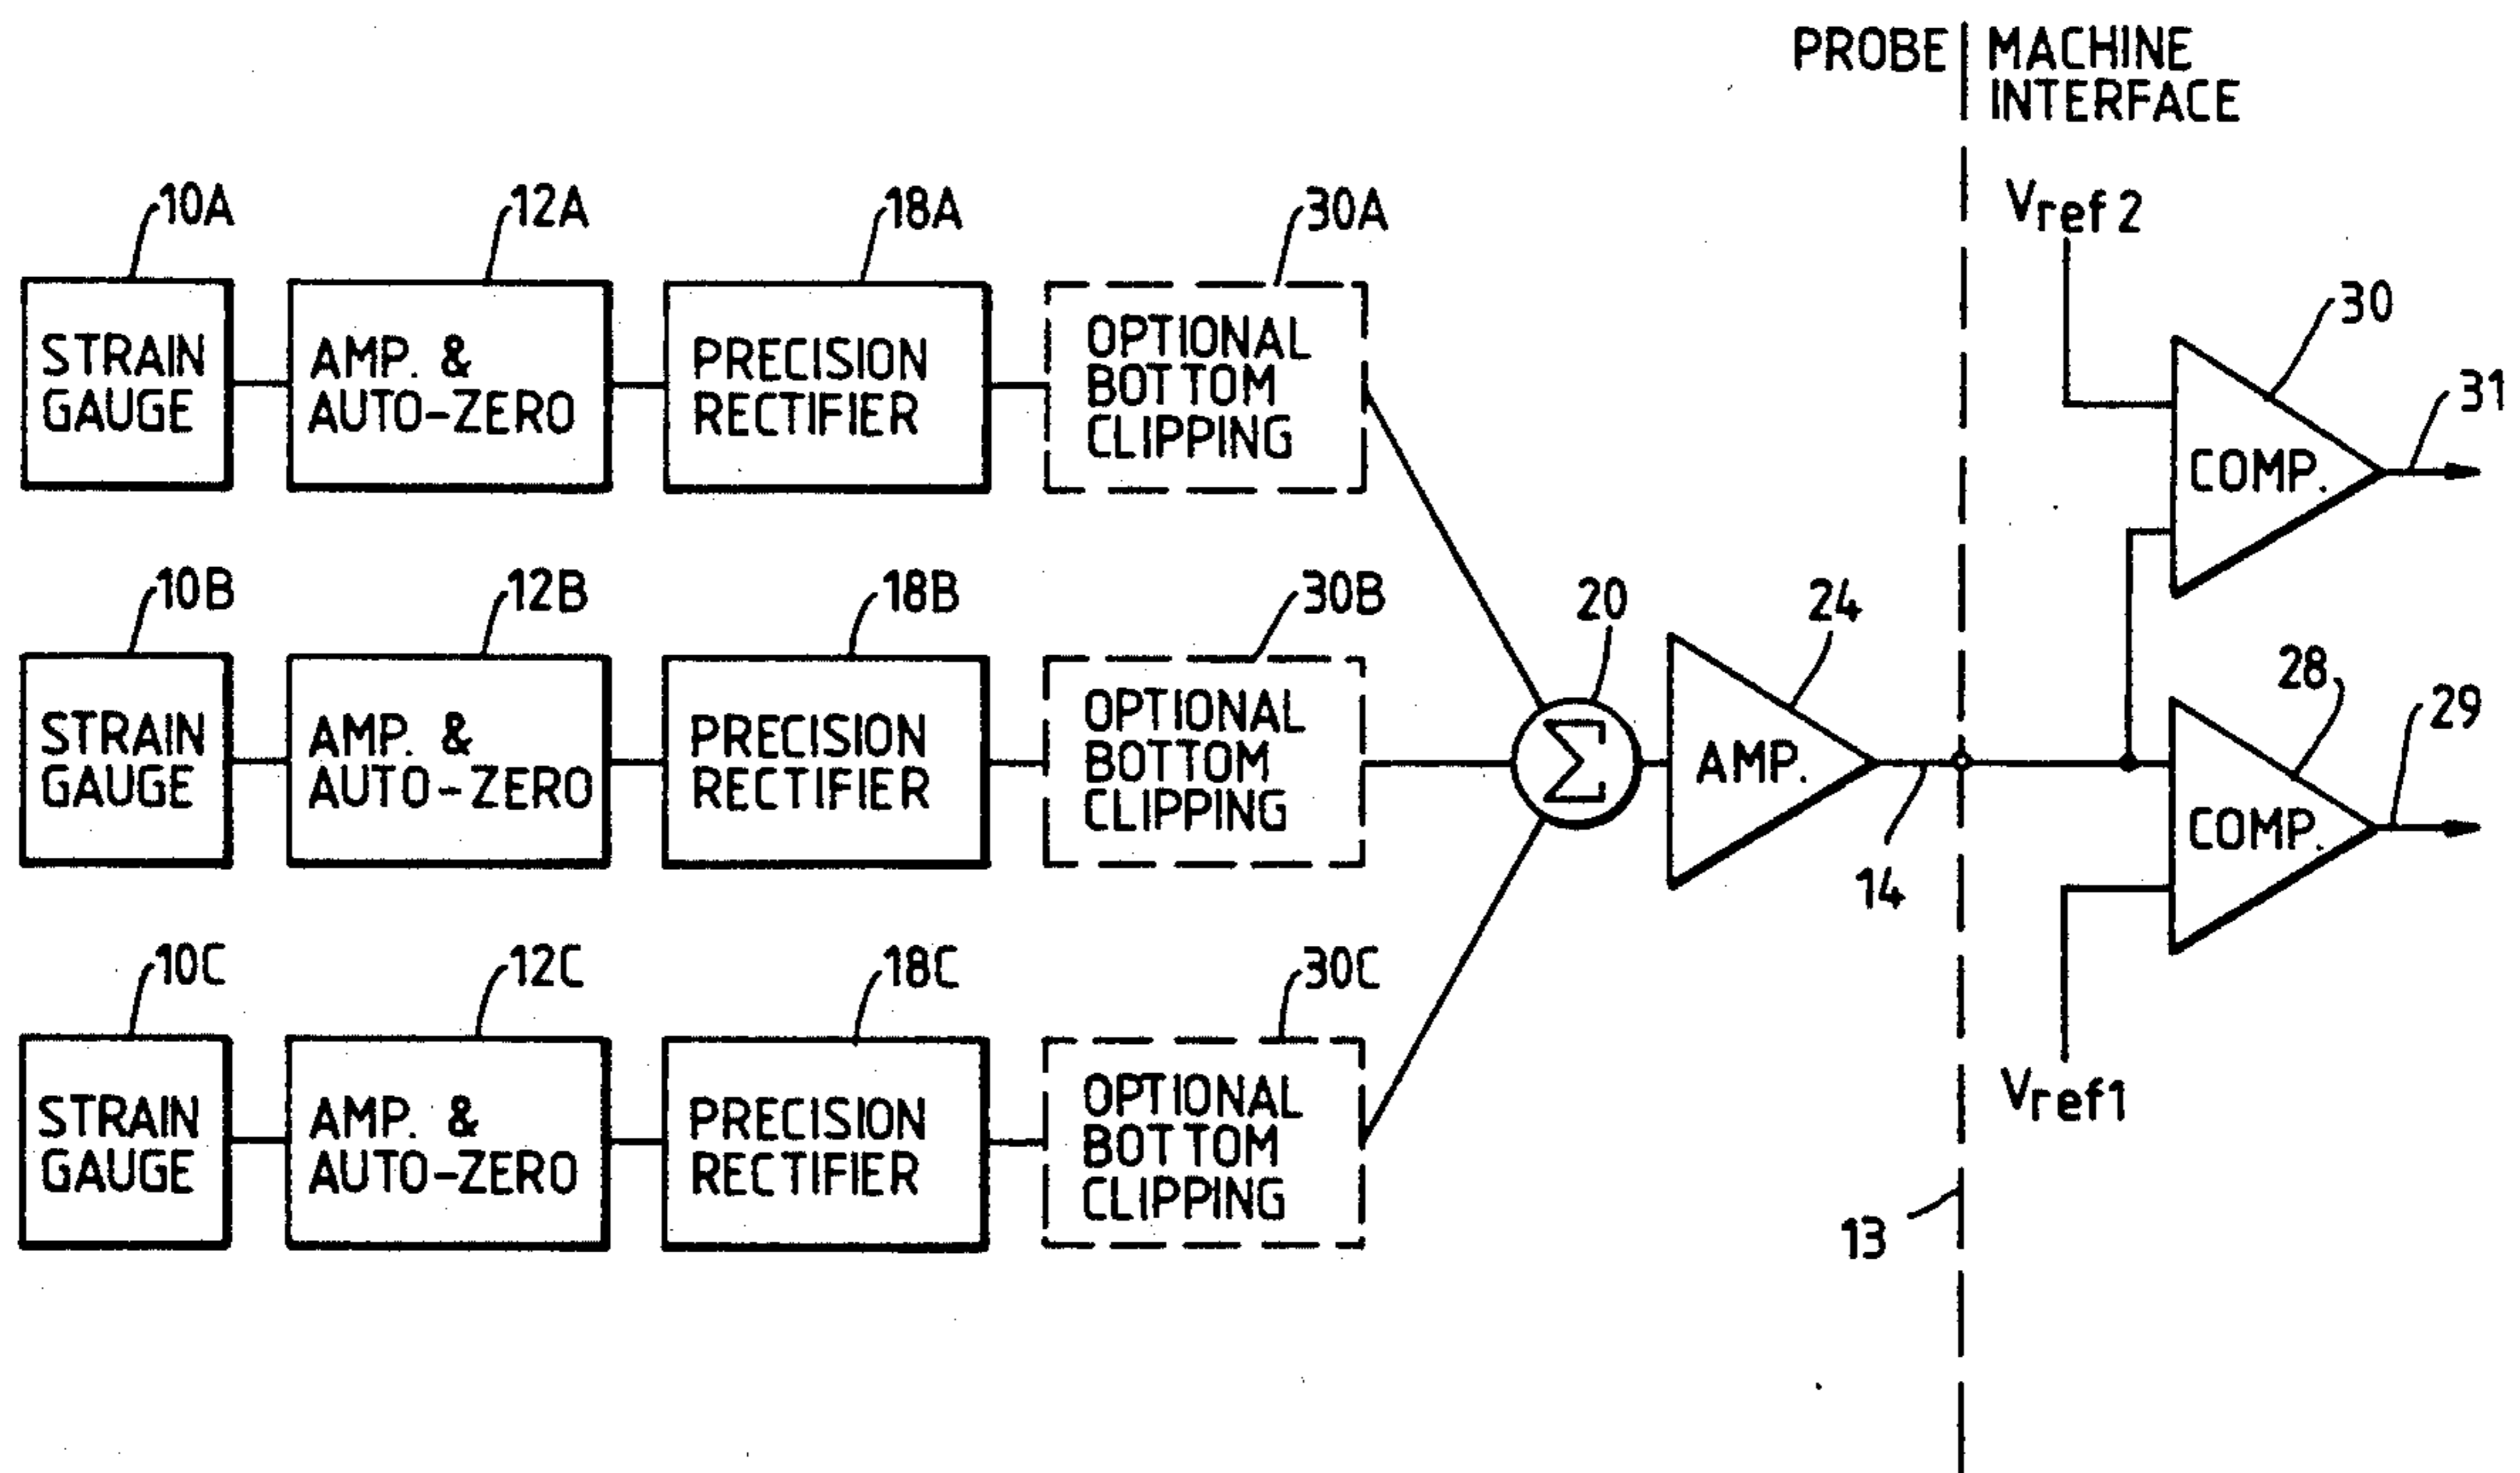 PROBE
MACHINE
INTERFACE
10A
12A
18A
30A
Vref2
30
31
STRAIN
GAUGE
AMP. &
AUTO-ZERO
PRECISION
RECTIFIER
OPTIONAL
BOTTOM
CLIPPING
COMP.
10B
12B
18B
30B
20
24
28
29
STRAIN
GAUGE
AMP. &
AUTO-ZERO
PRECISION
RECTIFIER
OPTIONAL
BOTTOM
CLIPPING
Σ
AMP.
14
COMP.
10C
12C
18C
30C
Vref1
STRAIN
GAUGE
AMP. &
AUTO-ZERO
PRECISION
RECTIFIER
OPTIONAL
BOTTOM
CLIPPING
13